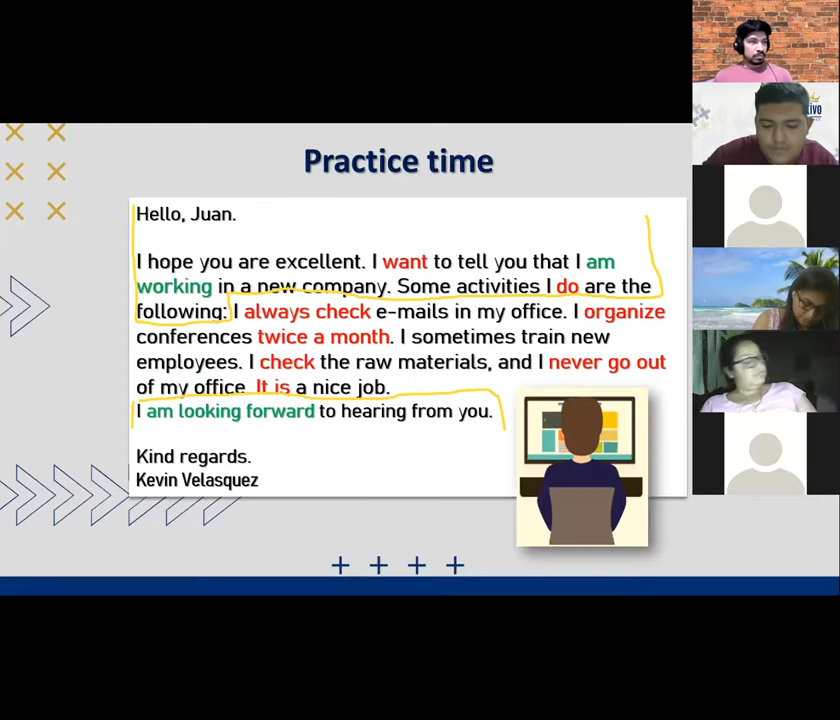 Practice time
Hello, Juan.
I hope you are excellent. I want to tell you that I am
working in a new company. Some activities I do are the
following: I always check e-mails in my office. I organize
conferences twice a month. I sometimes train new
employees. I check the raw materials, and I never go out
of my office. It is a nice job.
I am looking forward to hearing from you.
Kind regards.
Kevin Velasquez